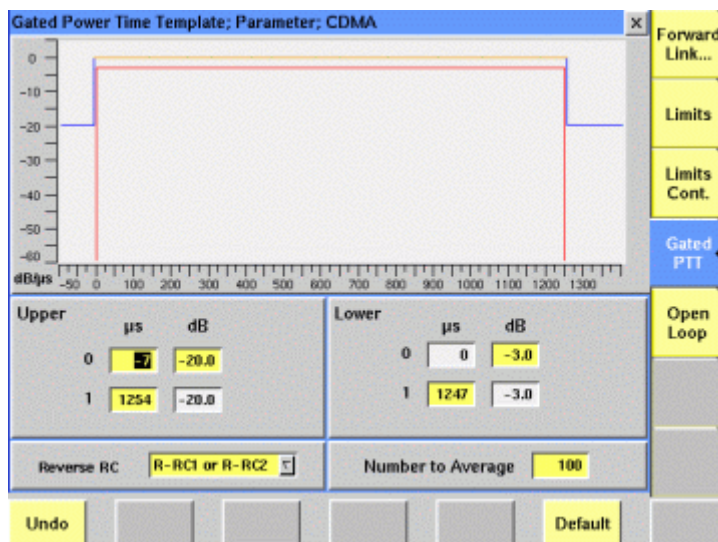 Gated Power Time Template; Parameter; CDMA
Forward
Link...
Limits
Limits
Cont.
Gated
PTT
Open
Loop
0
-10
-20
-30
-40
-50
-60
dB/µs
-50 0 100 200 300 400 500 600 700 800 900 1000 1100 1200 1300
Upper
µs dB
0 -7 -20.0
1 1254 -20.0
Lower
µs dB
0 0 -3.0
1 1247 -3.0
Reverse RC R-RC1 or R-RC2
Number to Average 100
Undo
Default